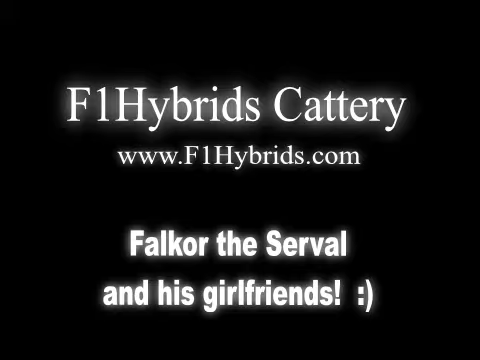 F1Hybrids Cattery
www.F1Hybrids.com
Falkor the Serval
and his girlfriends!  :)